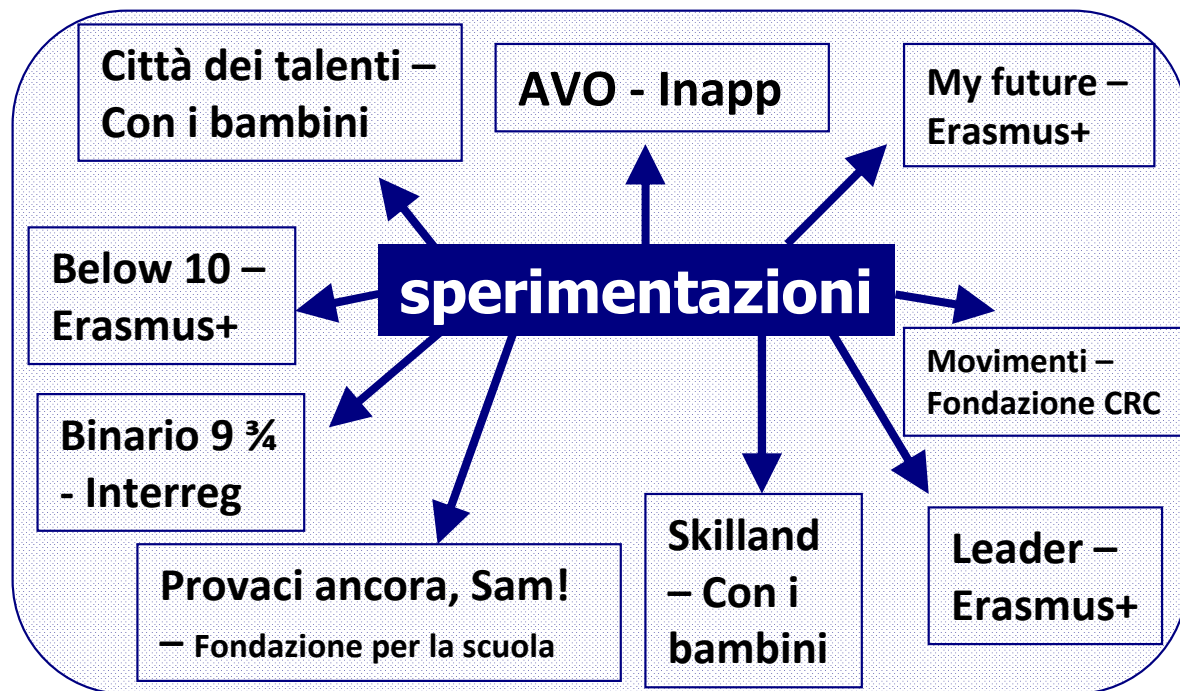 Città dei talenti –
Con i bambini
AVO - Inapp
My future –
Erasmus+
Below 10 –
Erasmus+
sperimentazioni
Movimenti –
Fondazione CRC
Binario 9 ¾
- Interreg
Provaci ancora, Sam!
– Fondazione per la scuola
Skilland
– Con i
bambini
Leader –
Erasmus+